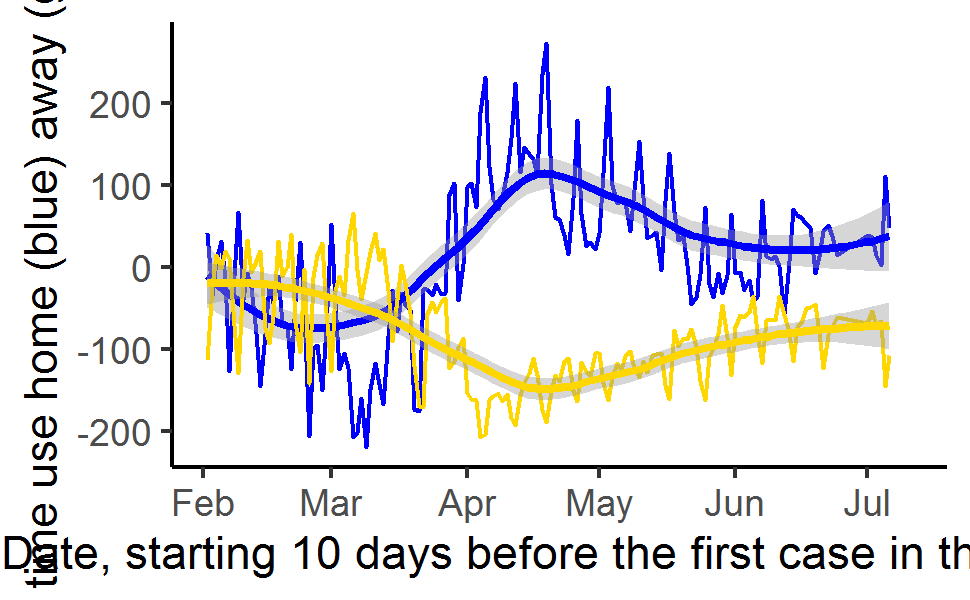 time use home (blue) away (
200
100
0
-100
-200
Feb Mar Apr May Jun Jul
Date, starting 10 days before the first case in th